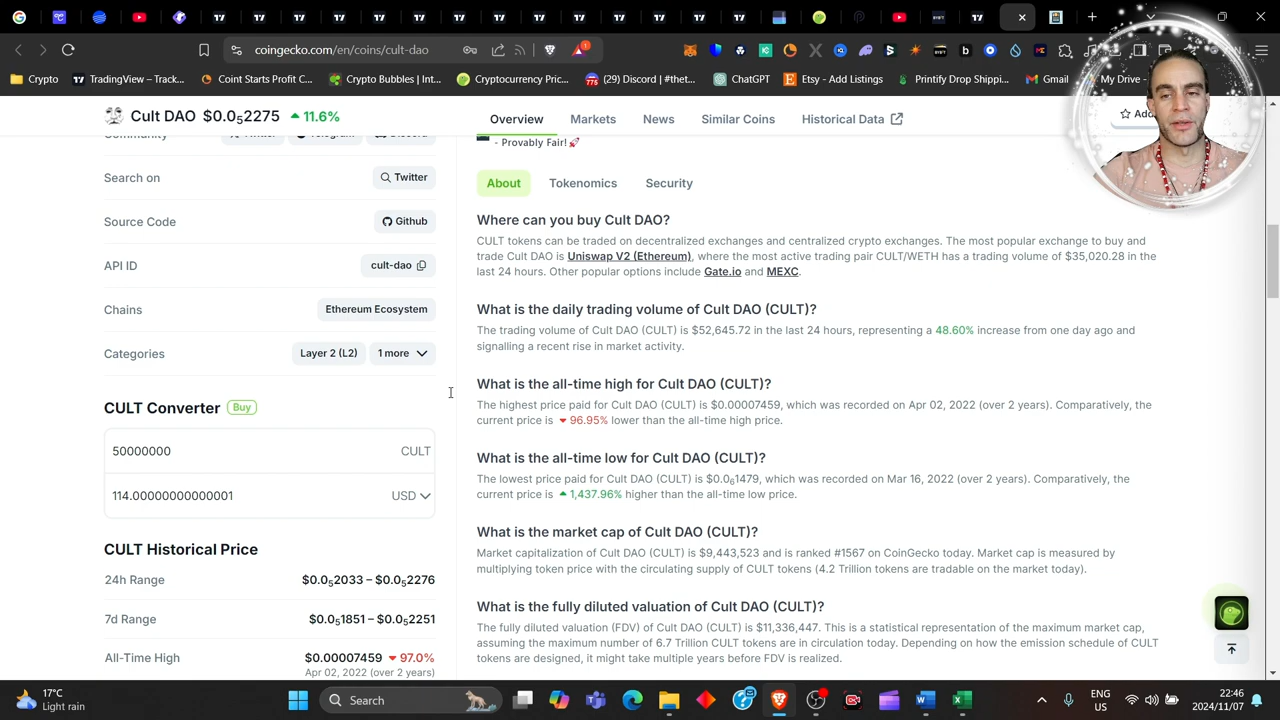 coingecko.com/en/coins/cult-dao
Crypto
TradingView – Track...
Coin Starts Profit C...
Crypto Bubbles | Int...
Cryptocurrency Pric...
(29) Discord | #thet...
ChatGPT
Etsy - Add Listings
Printify Drop Shippi...
Gmail
My Drive -
Cult DAO $0.0₅2275 ▲ 11.6%
Overview
Markets
News
Similar Coins
Historical Data
Search on
Twitter
Source Code
Github
API ID
cult-dao
Chains
Ethereum Ecosystem
Categories
Layer 2 (L2)
1 more
CULT Converter Buy
50000000 CULT
114.00000000000001 USD
CULT Historical Price
24h Range $0.0₅2033 – $0.0₅2276
7d Range $0.0₅1851 – $0.0₅2251
All-Time High $0.00007459 ▼ 97.0%
Apr 02, 2022 (over 2 years)
- Provably Fair!🚀
About
Tokenomics
Security
Where can you buy Cult DAO?
CULT tokens can be traded on decentralized exchanges and centralized crypto exchanges. The most popular exchange to buy and
trade Cult DAO is Uniswap V2 (Ethereum), where the most active trading pair CULT/WETH has a trading volume of $35,020.28 in the
last 24 hours. Other popular options include Gate.io and MEXC.
What is the daily trading volume of Cult DAO (CULT)?
The trading volume of Cult DAO (CULT) is $52,645.72 in the last 24 hours, representing a 48.60% increase from one day ago and
signalling a recent rise in market activity.
What is the all-time high for Cult DAO (CULT)?
The highest price paid for Cult DAO (CULT) is $0.00007459, which was recorded on Apr 02, 2022 (over 2 years). Comparatively, the
current price is ▼ 96.95% lower than the all-time high price.
What is the all-time low for Cult DAO (CULT)?
The lowest price paid for Cult DAO (CULT) is $0.0₆1479, which was recorded on Mar 16, 2022 (over 2 years). Comparatively, the
current price is ▲ 1,437.96% higher than the all-time low price.
What is the market cap of Cult DAO (CULT)?
Market capitalization of Cult DAO (CULT) is $9,443,523 and is ranked #1567 on CoinGecko today. Market cap is measured by
multiplying token price with the circulating supply of CULT tokens (4.2 Trillion tokens are tradable on the market today).
What is the fully diluted valuation of Cult DAO (CULT)?
The fully diluted valuation (FDV) of Cult DAO (CULT) is $11,336,447. This is a statistical representation of the maximum market cap,
assuming the maximum number of 6.7 Trillion CULT tokens are in circulation today. Depending on how the emission schedule of CULT
tokens are designed, it might take multiple years before FDV is realized.
17°C
Light rain
Search
ENG
US
22:46
2024/11/07